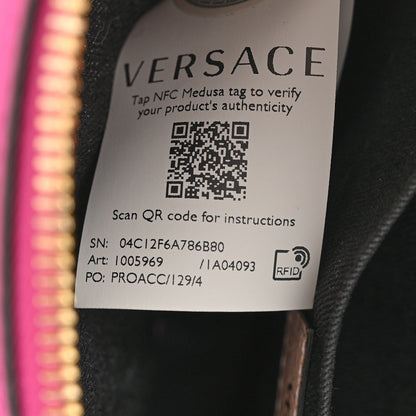 VERSACE
Tap NFC Medusa tag to verify
your product's authenticity
Scan QR code for instructions
SN: 04C12F6A786B80
Art: 1005969 /1A04093
PO: PROACC/129/4
RFID